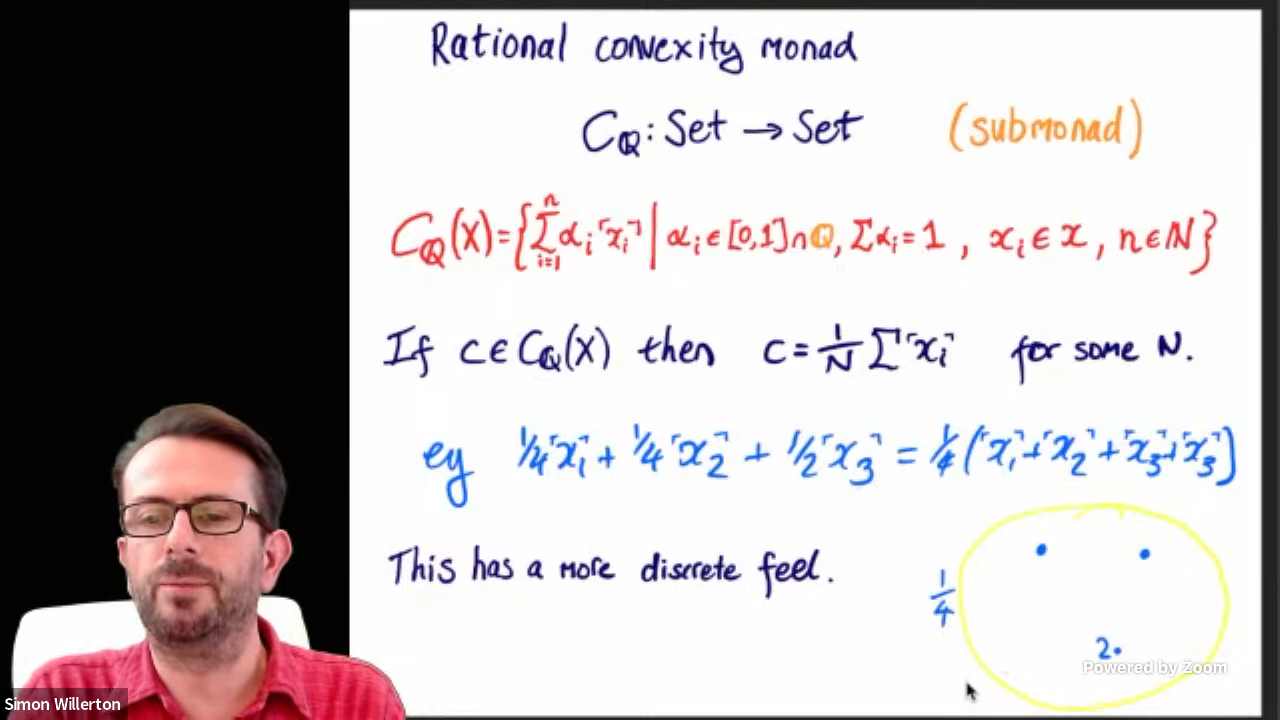 Rational convexity monad
C_ℚ : Set → Set (submonad)
C_ℚ(X) = { ∑_{i=1}^{n} α_i ⌜x_i⌝ | α_i ∈ [0,1] ∩ ℚ, ∑α_i = 1 , x_i ∈ x , n ∈ ℕ }
If c ∈ C_ℚ(X) then c = 1/N ∑ ⌜x_i⌝ for some N.
eg 1/4 ⌜x_1⌝ + 1/4 ⌜x_2⌝ + 1/2 ⌜x_3⌝ = 1/4 (⌜x_1⌝ + ⌜x_2⌝ + ⌜x_3⌝ + ⌜x_3⌝)
This has a more discrete feel.
1/4
2
Powered by Zoom
Simon Willerton